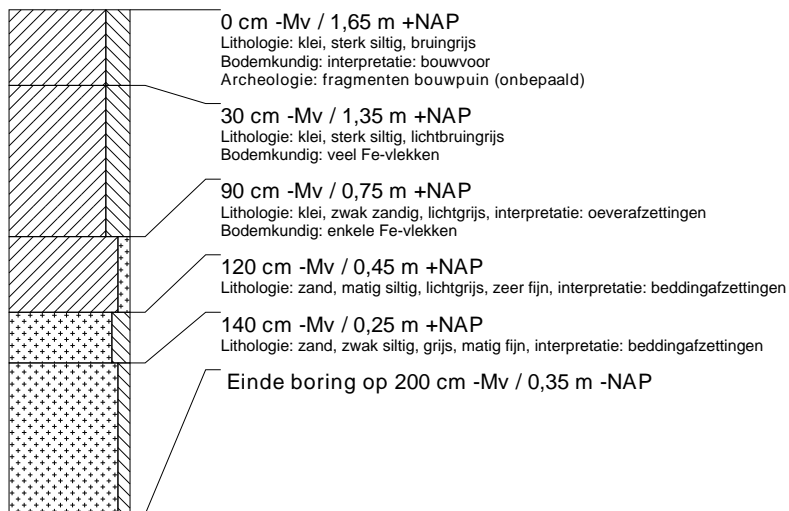 0 cm -Mv / 1,65 m +NAP
Lithologie: klei, sterk siltig, bruingrijs
Bodemkundig: interpretatie: bouwvoor
Archeologie: fragmenten bouwpuin (onbepaald)
30 cm -Mv / 1,35 m +NAP
Lithologie: klei, sterk siltig, lichtbruingrijs
Bodemkundig: veel Fe-vlekken
90 cm -Mv / 0,75 m +NAP
Lithologie: klei, zwak zandig, lichtgrijs, interpretatie: oeverafzettingen
Bodemkundig: enkele Fe-vlekken
120 cm -Mv / 0,45 m +NAP
Lithologie: zand, matig siltig, lichtgrijs, zeer fijn, interpretatie: beddingafzettingen
140 cm -Mv / 0,25 m +NAP
Lithologie: zand, zwak siltig, grijs, matig fijn, interpretatie: beddingafzettingen
Einde boring op 200 cm -Mv / 0,35 m -NAP